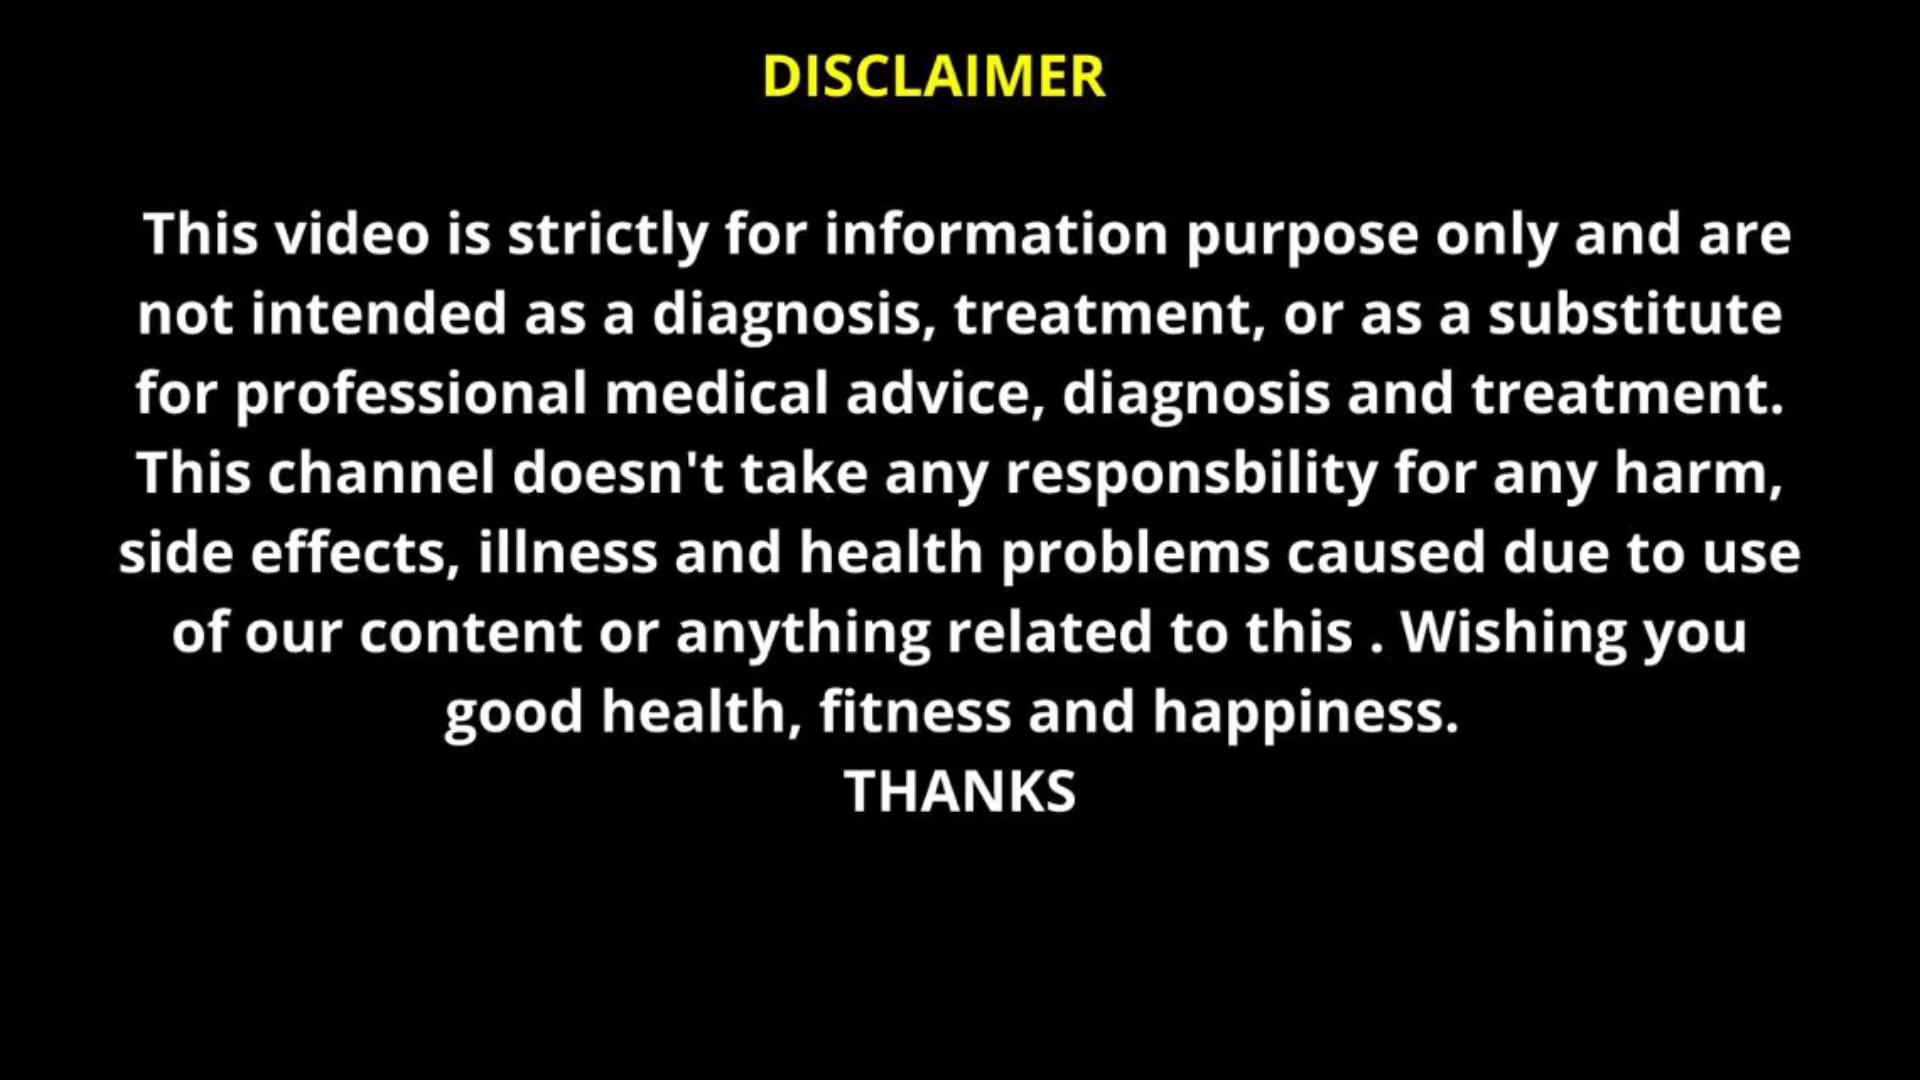 DISCLAIMER
This video is strictly for information purpose only and are
not intended as a diagnosis, treatment, or as a substitute
for professional medical advice, diagnosis and treatment.
This channel doesn't take any responsbility for any harm,
side effects, illness and health problems caused due to use
of our content or anything related to this . Wishing you
good health, fitness and happiness.
THANKS